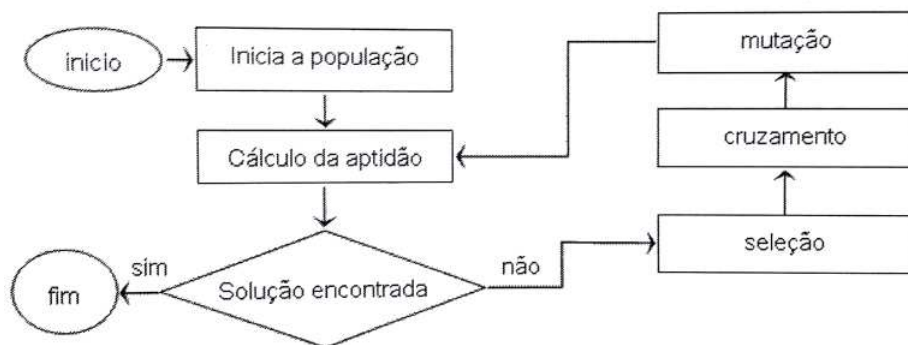 inicio
Inicia a população
mutação
Cálculo da aptidão
cruzamento
seleção
sim
não
fim
Solução encontrada